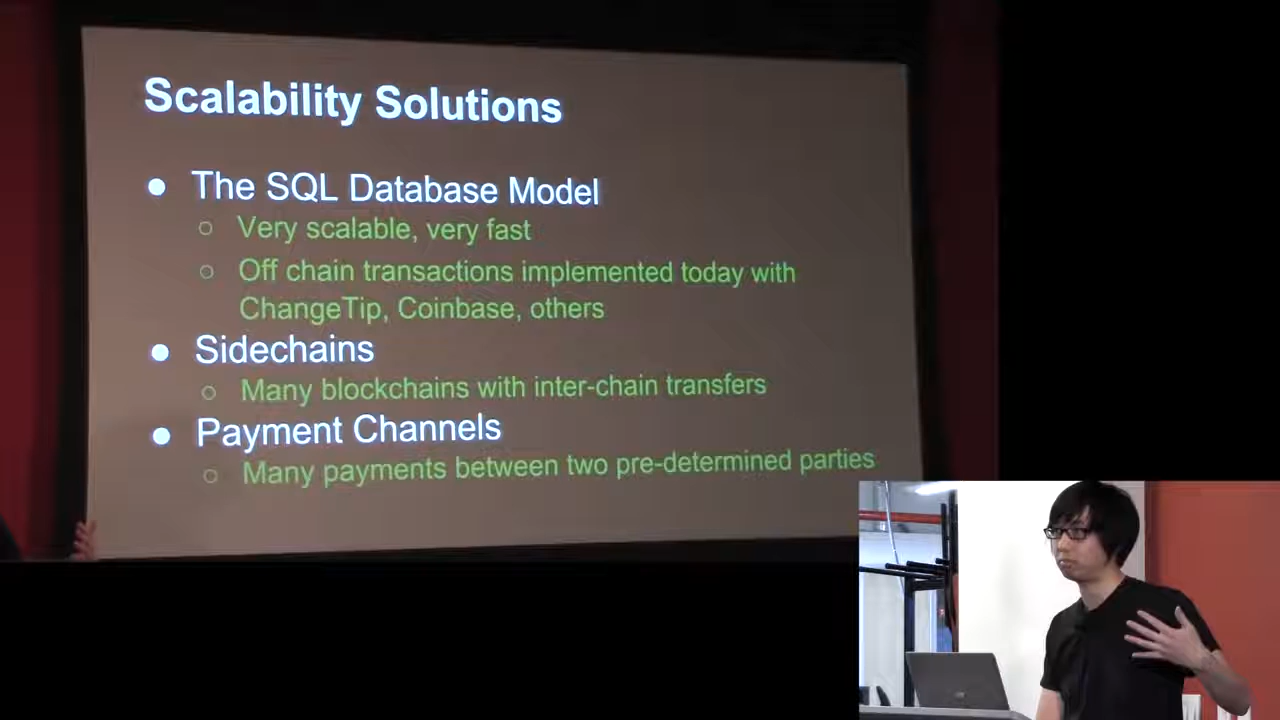 Scalability Solutions
● The SQL Database Model
○ Very scalable, very fast
○ Off chain transactions implemented today with
ChangeTip, Coinbase, others
● Sidechains
○ Many blockchains with inter-chain transfers
● Payment Channels
○ Many payments between two pre-determined parties